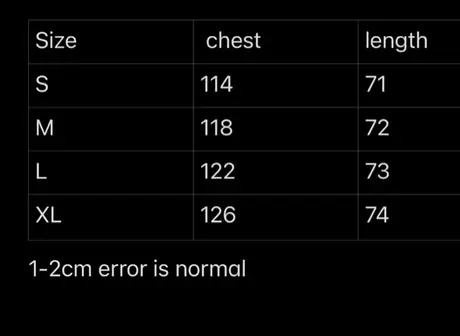 Size chest length
S 114 71
M 118 72
L 122 73
XL 126 74
1-2cm error is normal